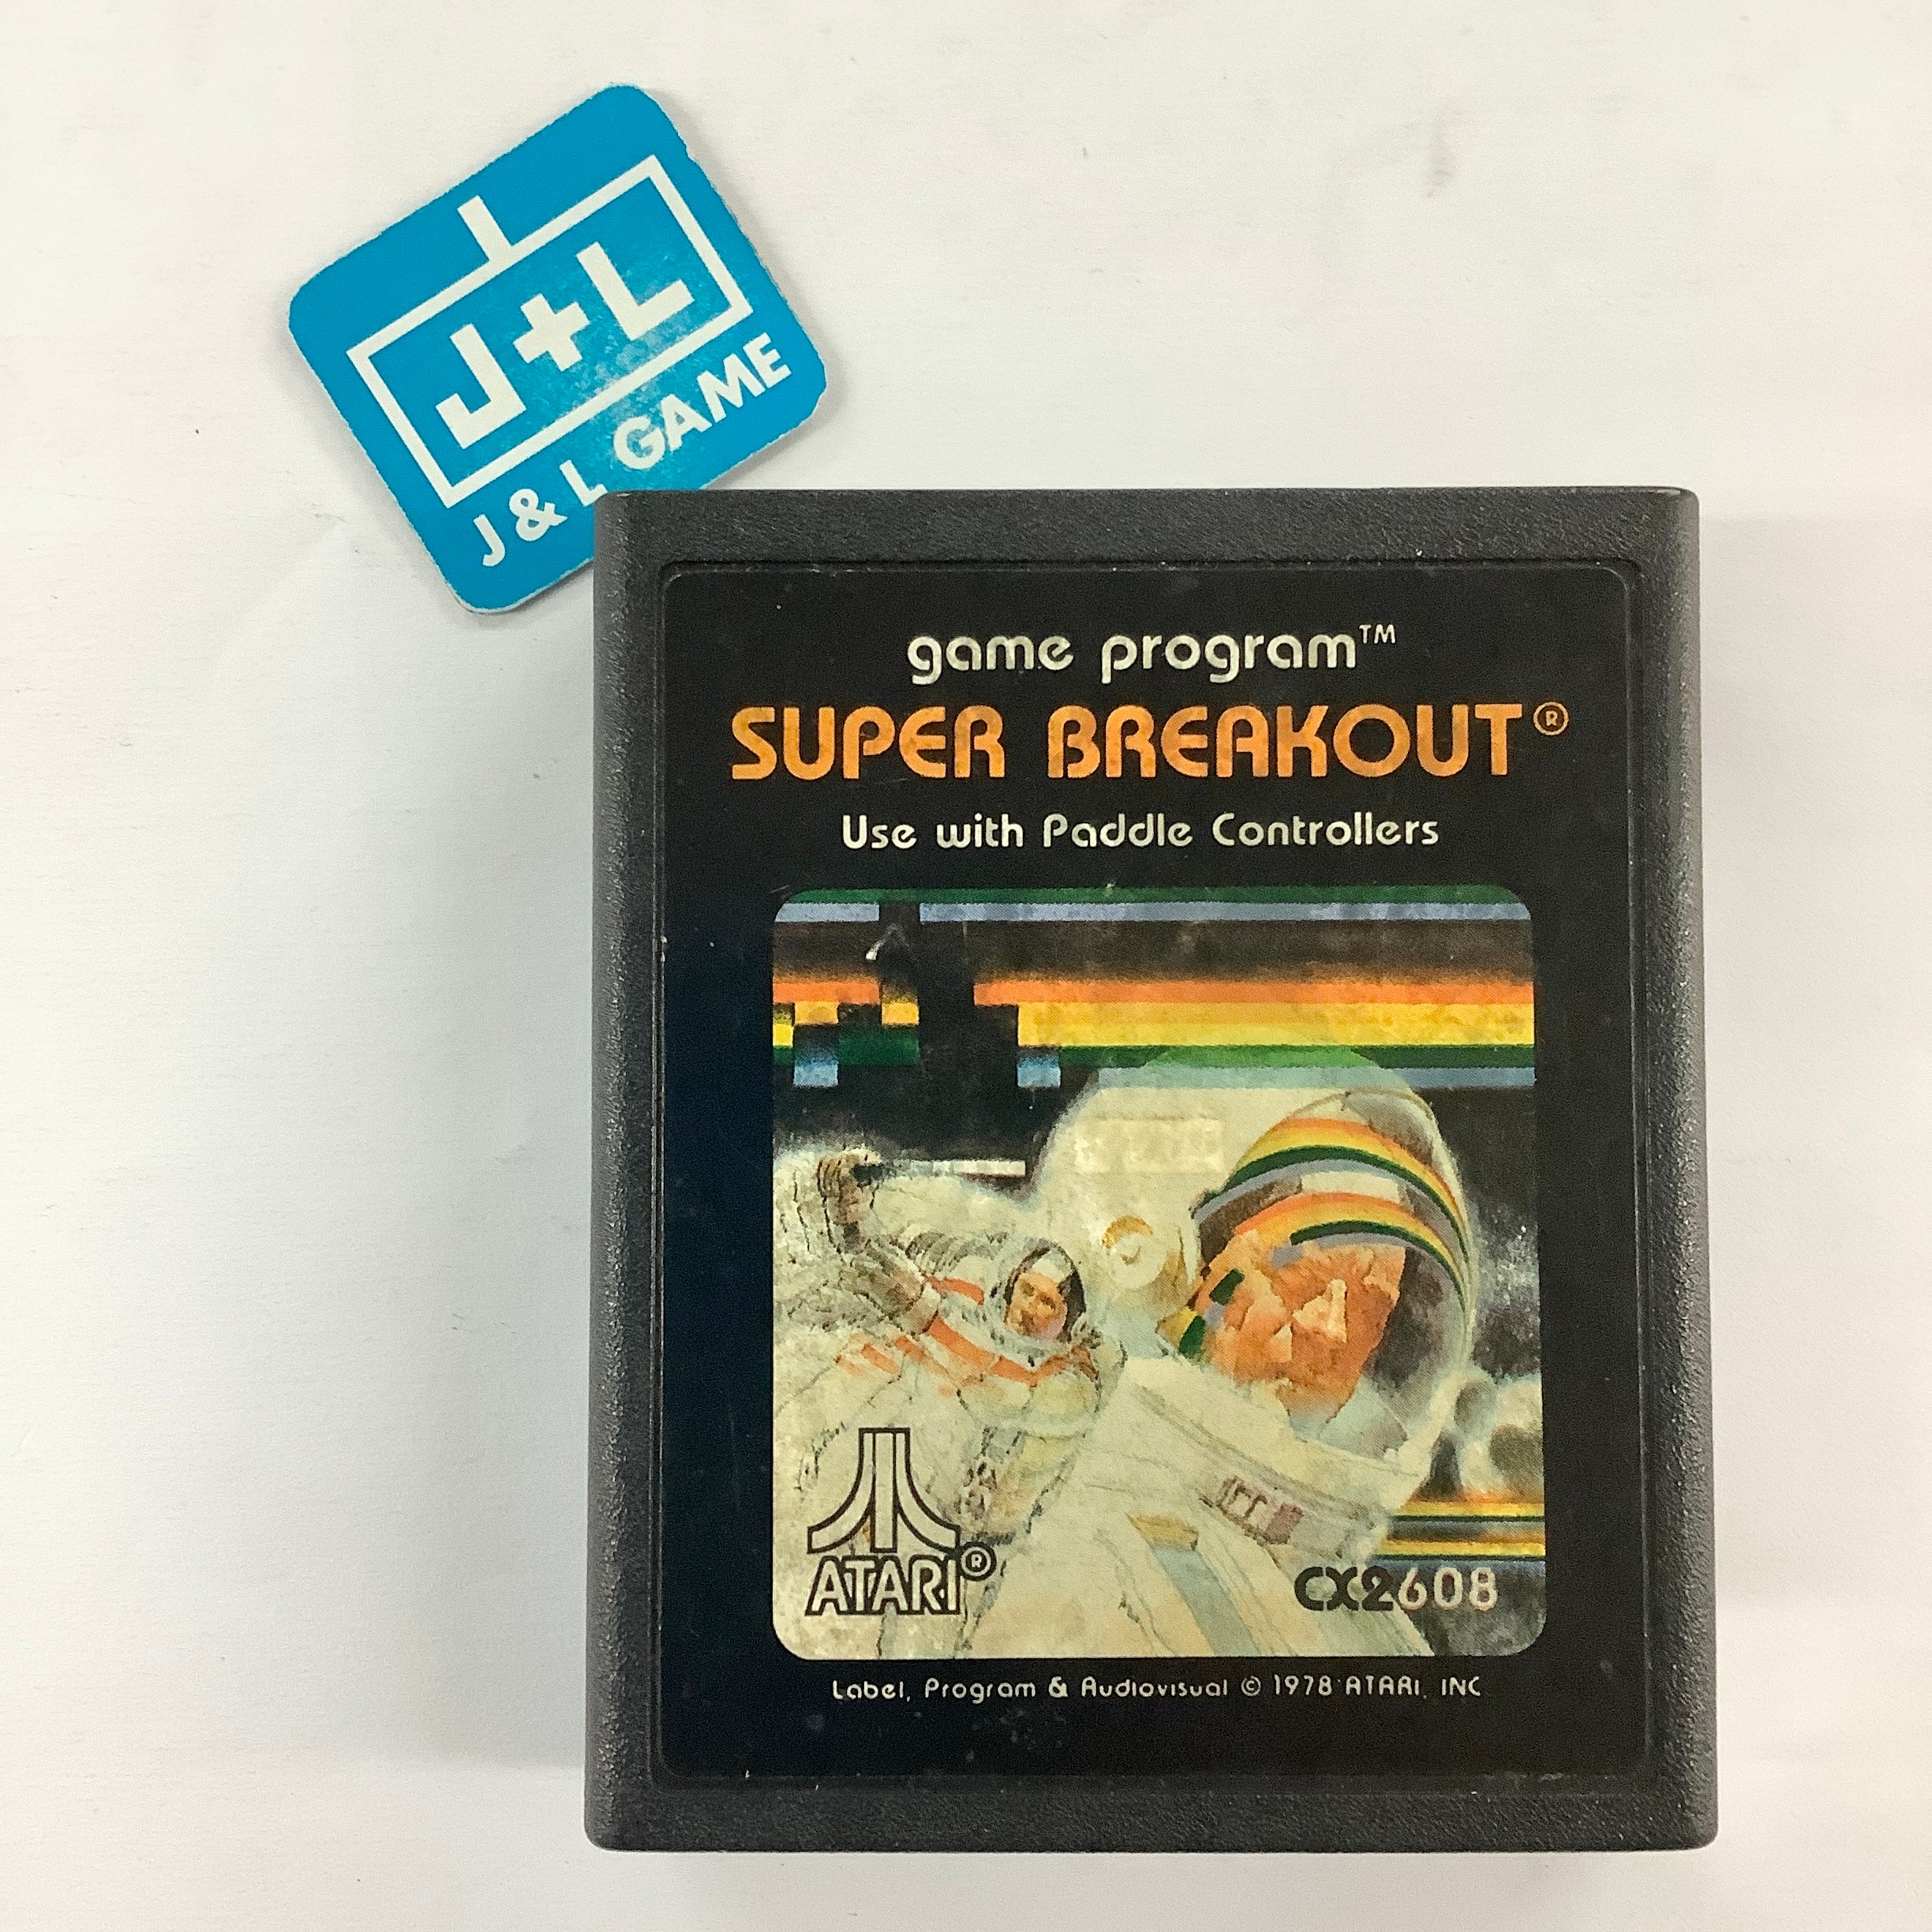 J+L
J & L GAME
game program™
SUPER BREAKOUT®
Use with Paddle Controllers
ATARI®
CX2608
Label, Program & Audiovisual © 1978 ATARI, INC